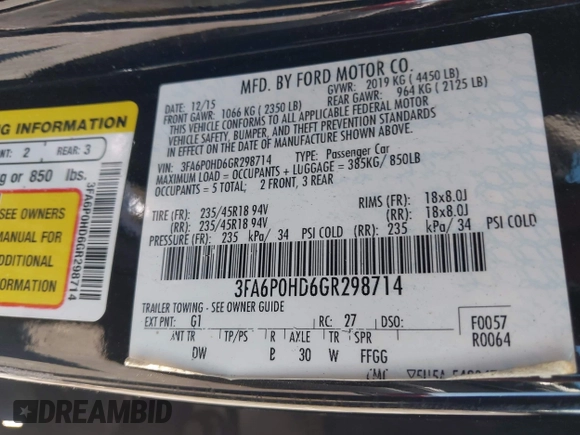 MFD. BY FORD MOTOR CO.
DATE: 12/15 GVWR: 2019 KG ( 4450 LB)
FRONT GAWR: 1066 KG ( 2350 LB) REAR GAWR: 964 KG ( 2125 LB)
THIS VEHICLE CONFORMS TO ALL APPLICABLE FEDERAL MOTOR
VEHICLE SAFETY, BUMPER, AND THEFT PREVENTION STANDARDS
IN EFFECT ON THE DATE OF MANUFACTURE SHOWN ABOVE.
VIN: 3FA6P0HD6GR298714 TYPE: Passenger Car
MAXIMUM LOAD = OCCUPANTS + LUGGAGE = 385KG/ 850LB
OCCUPANTS = 5 TOTAL; 2 FRONT, 3 REAR
TIRE (FR): 235/45R18 94V RIMS (FR): 18x8.0J
(RR): 235/45R18 94V (RR): 18x8.0J
PRESSURE (FR): 235 kPa/ 34 PSI COLD (RR): 235 kPa/ 34 PSI COLD
3FA6P0HD6GR298714
TRAILER TOWING - SEE OWNER GUIDE
EXT PNT: G1 RC: 27 DSO:
INT TR TP/PS R AXLE TR SPR
DW B 30 W FFGG
F0057
R0064
INFORMATION
2 REAR: 3
or 850 lbs.
SEE OWNERS
MANUAL FOR
ADDITIONAL
INFORMATION
3FA6P0HD6GR298714
DREAMBID